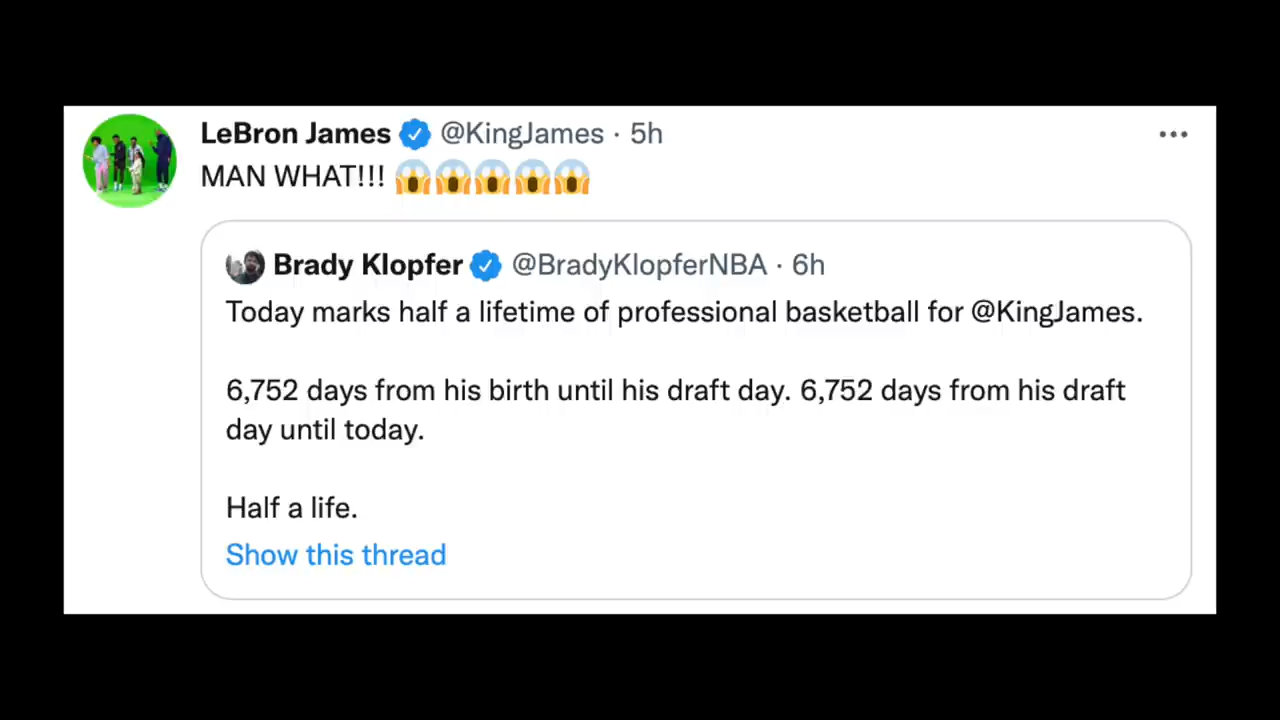 LeBron James @KingJames · 5h
MAN WHAT!!! 😱😱😱😱😱
Brady Klopfer @BradyKlopferNBA · 6h
Today marks half a lifetime of professional basketball for @KingJames.
6,752 days from his birth until his draft day. 6,752 days from his draft
day until today.
Half a life.
Show this thread